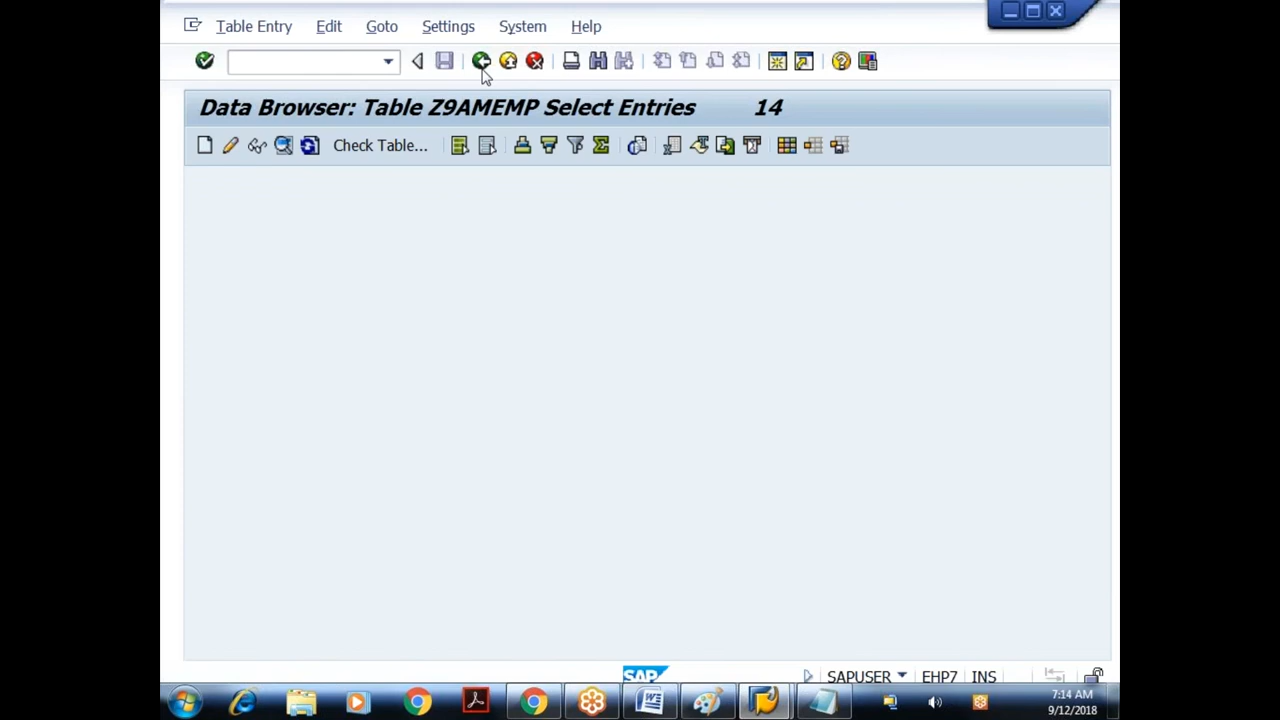 Table Entry Edit Goto Settings System Help
Data Browser: Table Z9AMEMP Select Entries 14
Check Table...
SAP
SAPUSER EHP7 INS
7:14 AM
9/12/2018